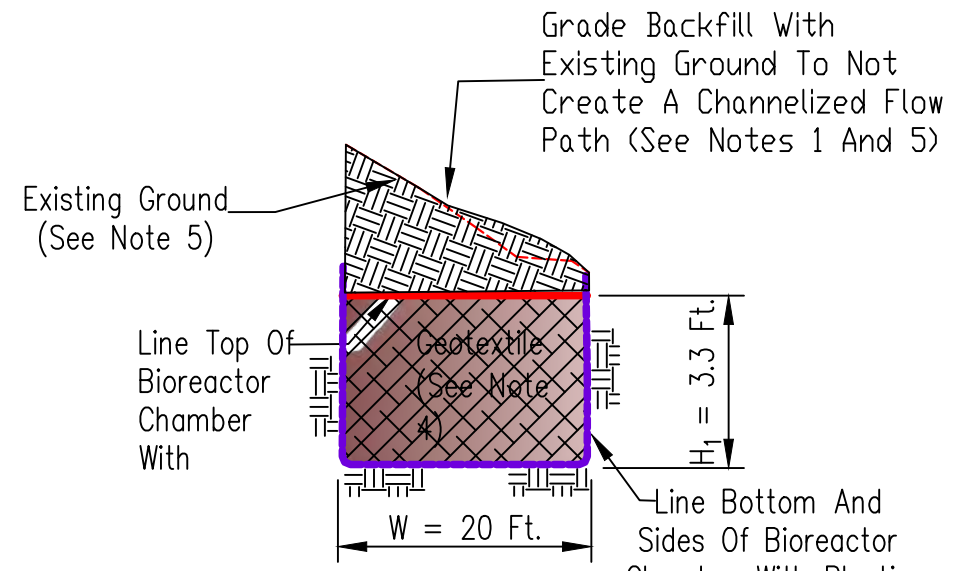 Grade Backfill With
Existing Ground To Not
Create A Channelized Flow
Path (See Notes 1 And 5)
Existing Ground
(See Note 5)
Line Top Of
Bioreactor
Chamber
With
Geotextile
(See Note
4)
H1 = 3.3 Ft.
W = 20 Ft.
Line Bottom And
Sides Of Bioreactor